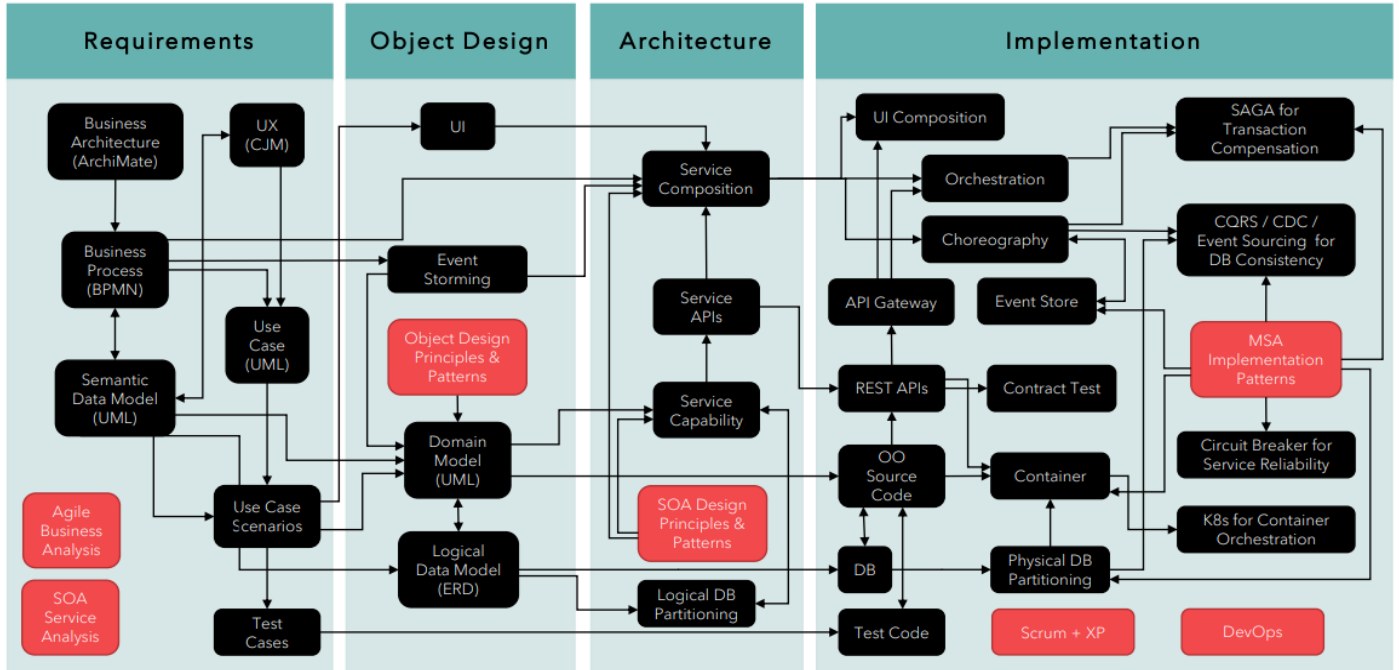 Requirements
Object Design
Architecture
Implementation
Business
Architecture
(ArchiMate)
UX
(CJM)
Business
Process
(BPMN)
Use
Case
(UML)
Semantic
Data Model
(UML)
Agile
Business
Analysis
Use Case
Scenarios
SOA
Service
Analysis
Test
Cases
UI
Event
Storming
Object Design
Principles &
Patterns
Domain
Model
(UML)
Logical
Data Model
(ERD)
Service
Composition
Service
APIs
Service
Capability
SOA Design
Principles &
Patterns
Logical DB
Partitioning
UI Composition
SAGA for
Transaction
Compensation
Orchestration
Choreography
CQRS / CDC /
Event Sourcing for
DB Consistency
API Gateway
Event Store
MSA
Implementation
Patterns
REST APIs
Contract Test
OO
Source
Code
Container
Circuit Breaker for
Service Reliability
K8s for Container
Orchestration
DB
Physical DB
Partitioning
Test Code
Scrum + XP
DevOps